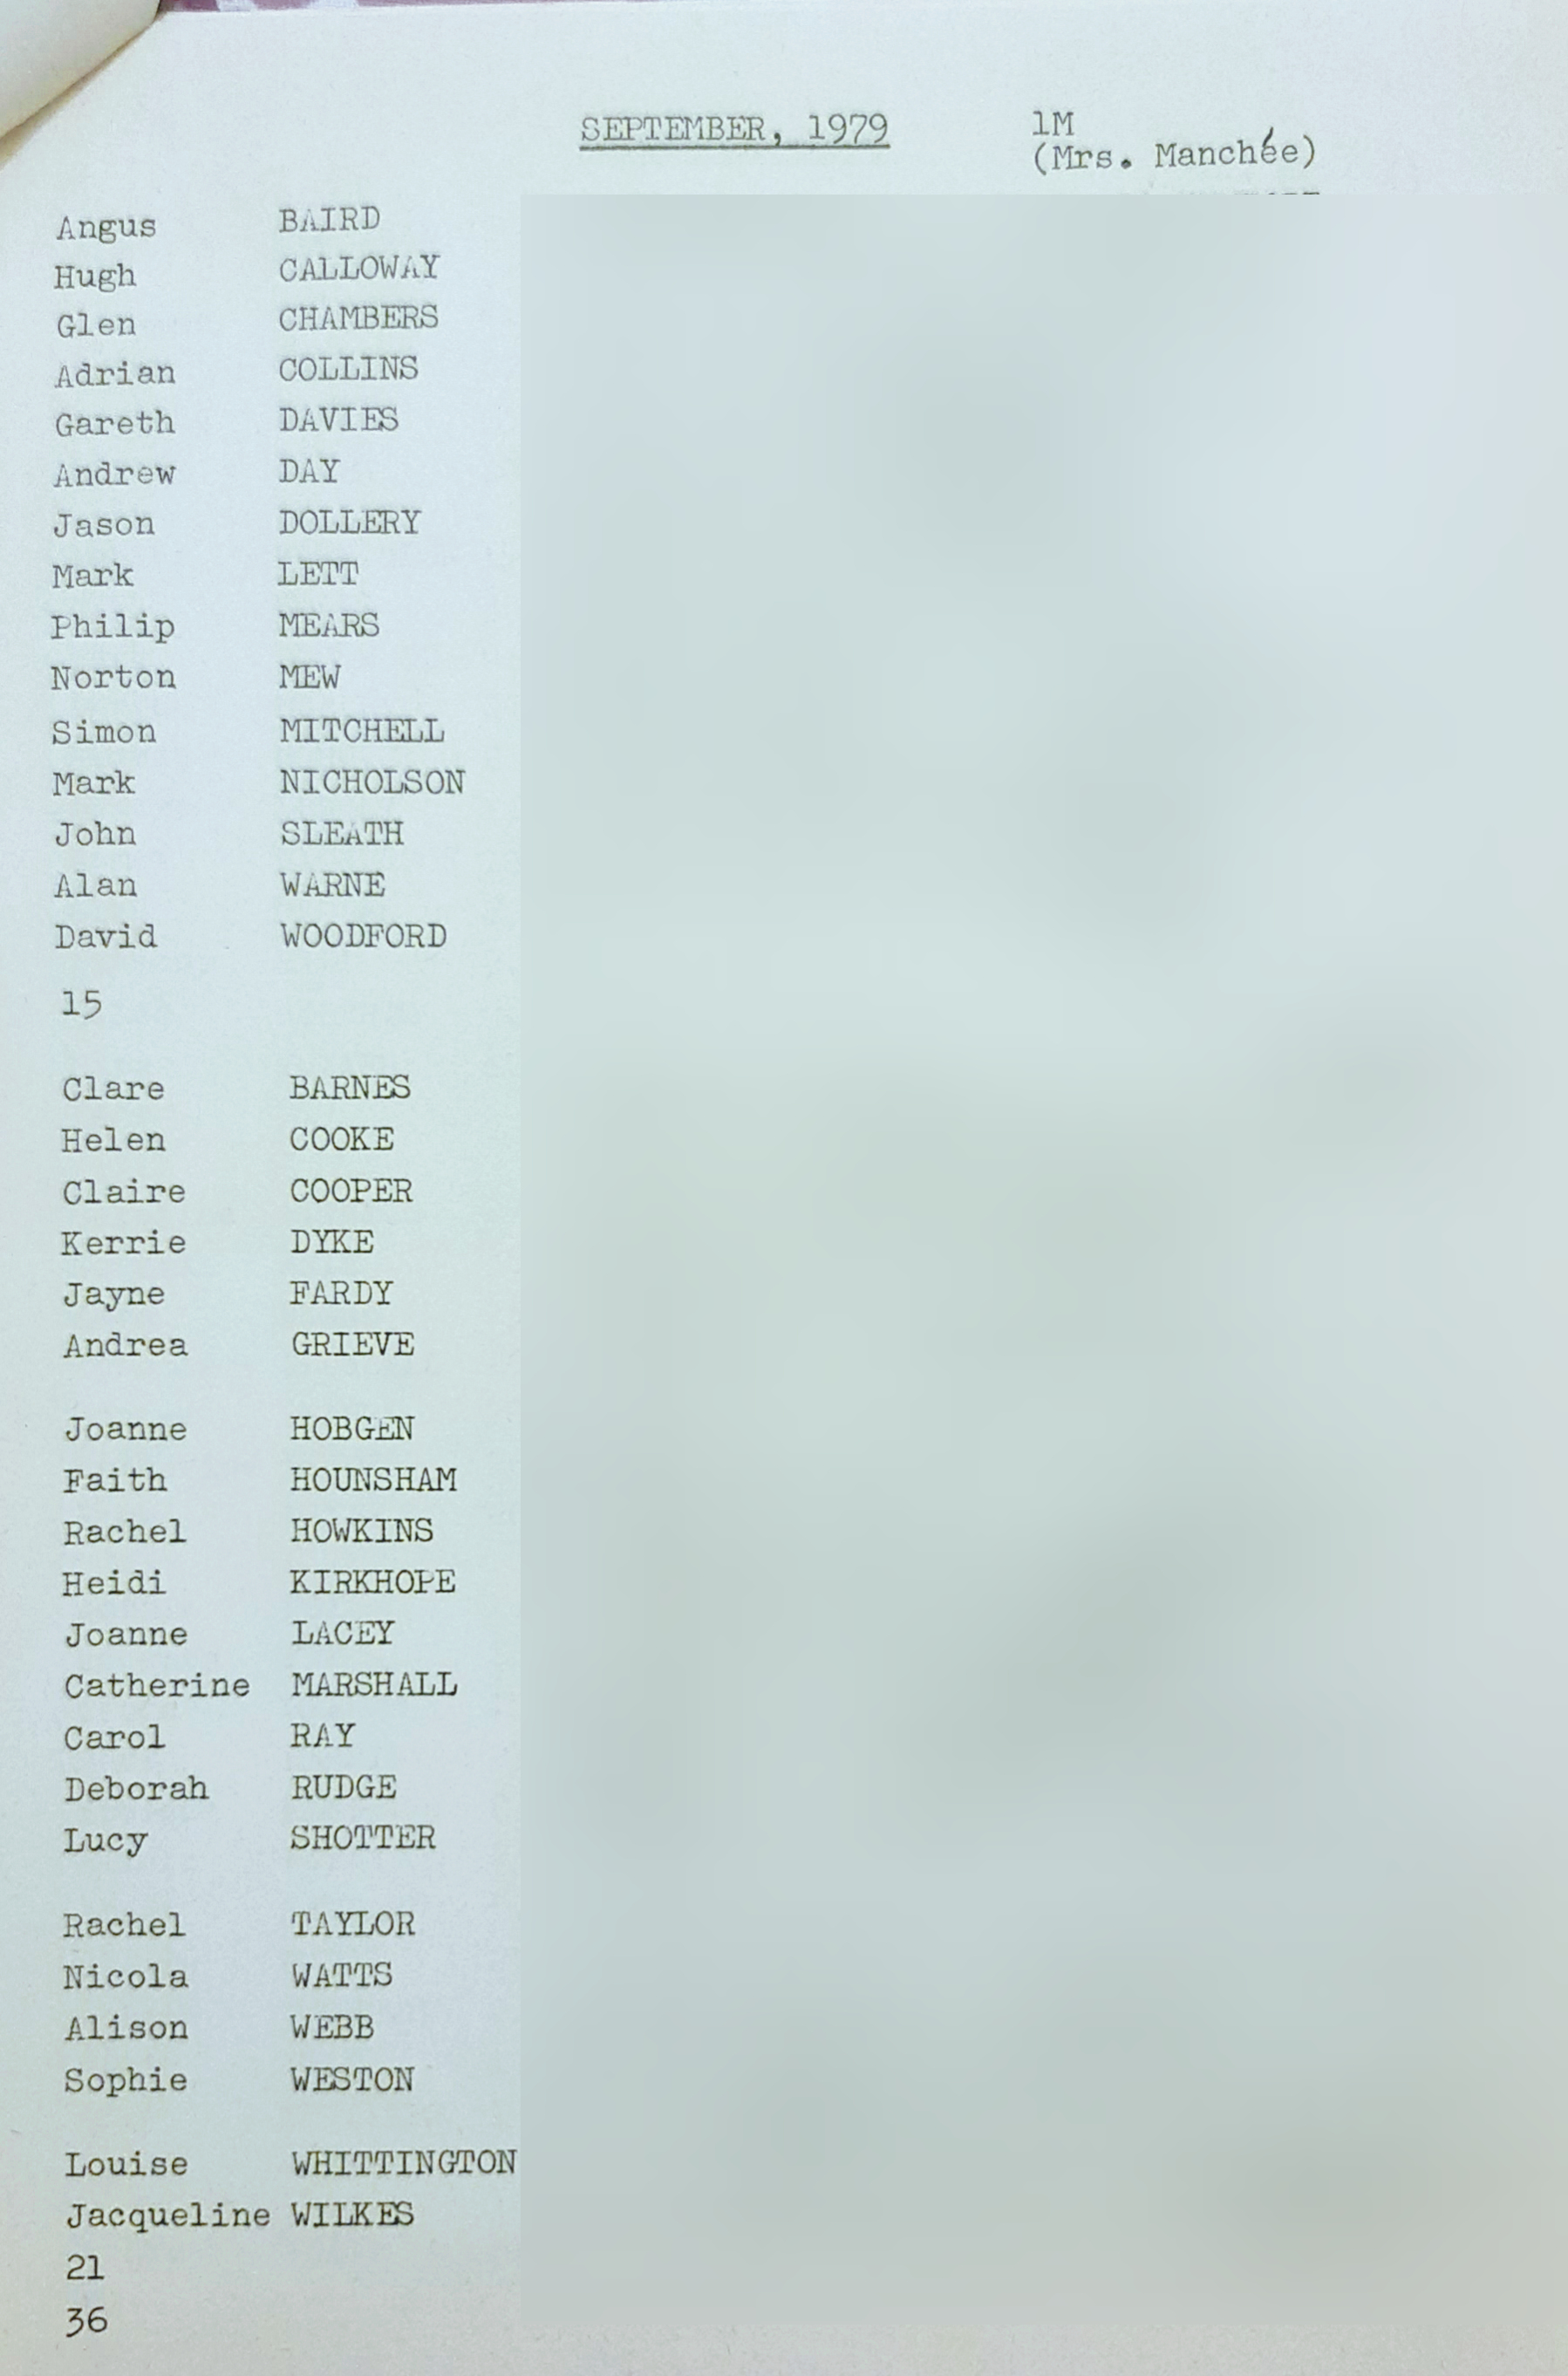 SEPTEMBER, 1979 1M
(Mrs. Manchée)
Angus BAIRD
Hugh CALLOWAY
Glen CHAMBERS
Adrian COLLINS
Gareth DAVIES
Andrew DAY
Jason DOLLERY
Mark LETT
Philip MEARS
Norton MEW
Simon MITCHELL
Mark NICHOLSON
John SLEATH
Alan WARNE
David WOODFORD
15
Clare BARNES
Helen COOKE
Claire COOPER
Kerrie DYKE
Jayne FARDY
Andrea GRIEVE
Joanne HOBGEN
Faith HOUNSHAM
Rachel HOWKINS
Heidi KIRKHOPE
Joanne LACEY
Catherine MARSHALL
Carol RAY
Deborah RUDGE
Lucy SHOTTER
Rachel TAYLOR
Nicola WATTS
Alison WEBB
Sophie WESTON
Louise WHITTINGTON
Jacqueline WILKES
21
36